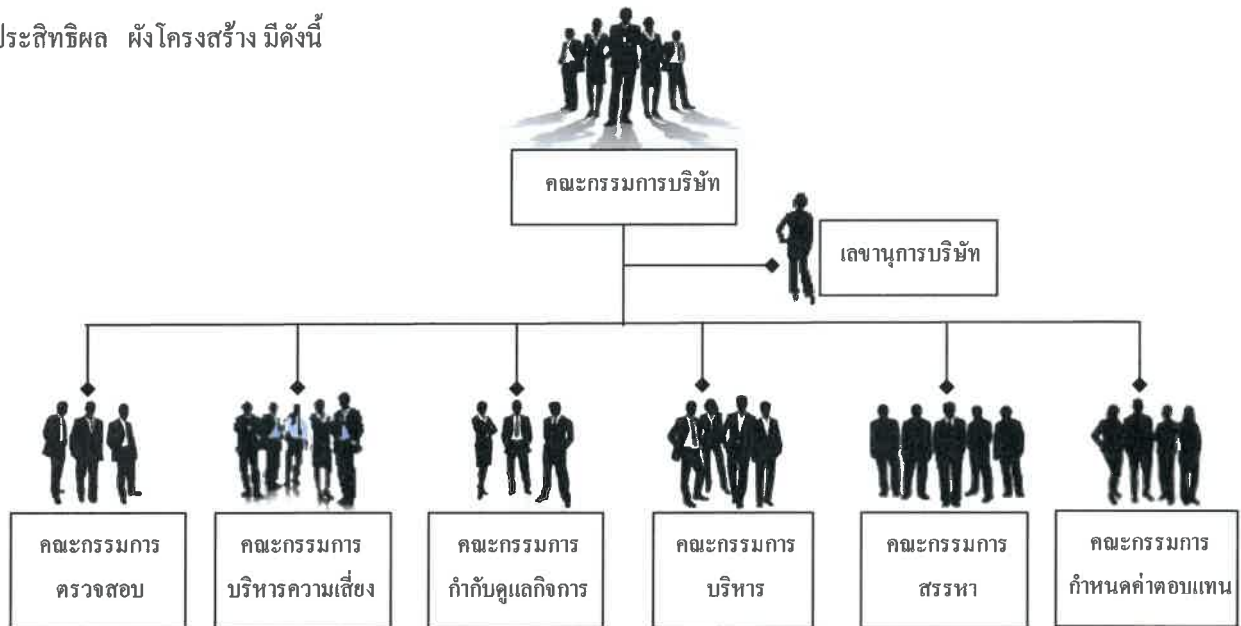 ประสิทธิผล ผังโครงสร้าง มีดังนี้
คณะกรรมการบริษัท
เลขานุการบริษัท
คณะกรรมการ
ตรวจสอบ
คณะกรรมการ
บริหารความเสี่ยง
คณะกรรมการ
กำกับดูแลกิจการ
คณะกรรมการ
บริหาร
คณะกรรมการ
สรรหา
คณะกรรมการ
กำหนดค่าตอบแทน